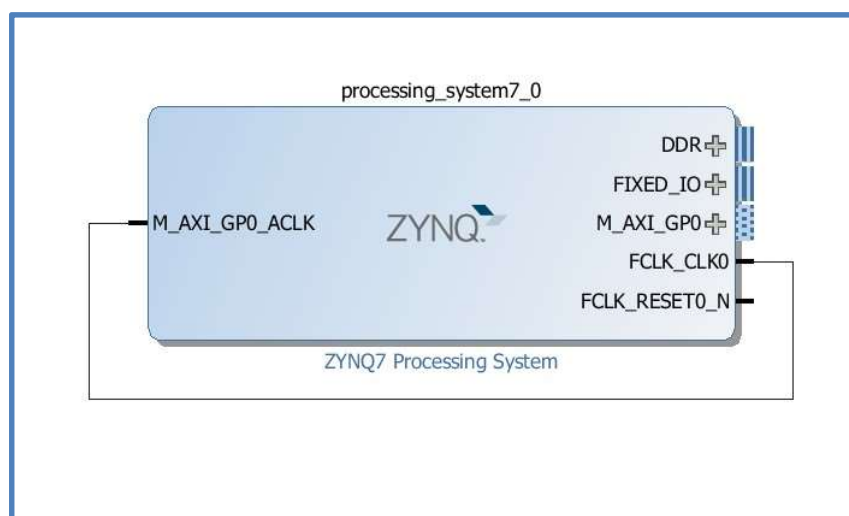 processing_system7_0
DDR
FIXED_IO
M_AXI_GP0_ACLK
ZYNQ.
M_AXI_GP0
FCLK_CLK0
FCLK_RESET0_N
ZYNQ7 Processing System